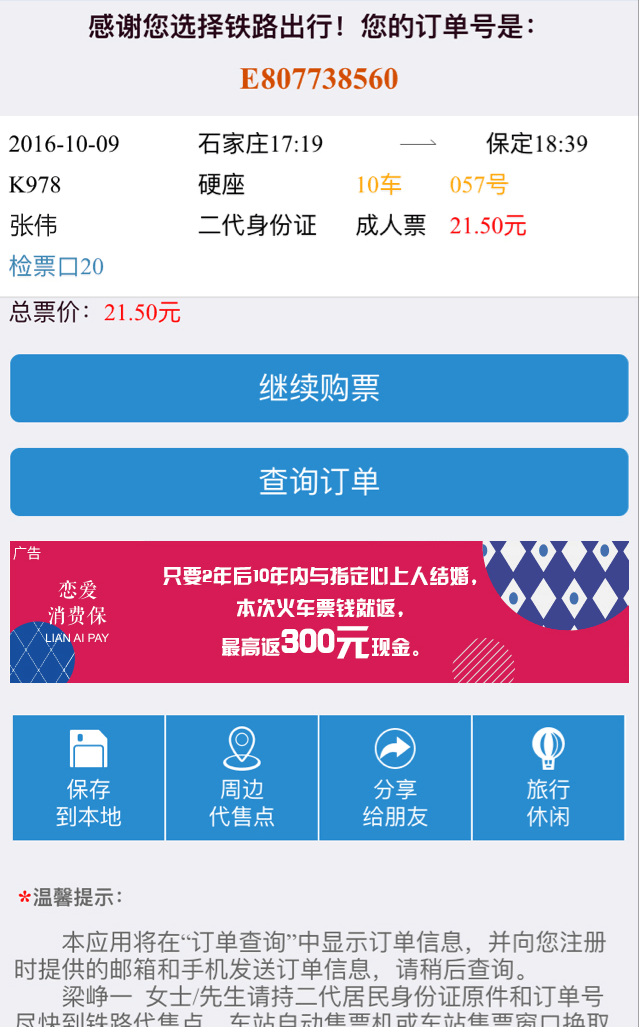 感谢您选择铁路出行！您的订单号是：
E807738560
2016-10-09 石家庄17:19 保定18:39
K978 硬座 10车 057号
张伟 二代身份证 成人票 21.50元
检票口20
总票价：21.50元
继续购票
查询订单
广告
恋爱
消费保
LIAN AI PAY
只要2年后10年内与指定心上人结婚，
本次火车票钱就返，
最高返300元现金。
保存
到本地
周边
代售点
分享
给朋友
旅行
休闲
*温馨提示：
本应用将在“订单查询”中显示订单信息，并向您注册
时提供的邮箱和手机发送订单信息，请稍后查询。
梁峥一 女士/先生请持二代居民身份证原件和订单号
尽快到铁路代售点、车站自动售票机或车站售票窗口换取